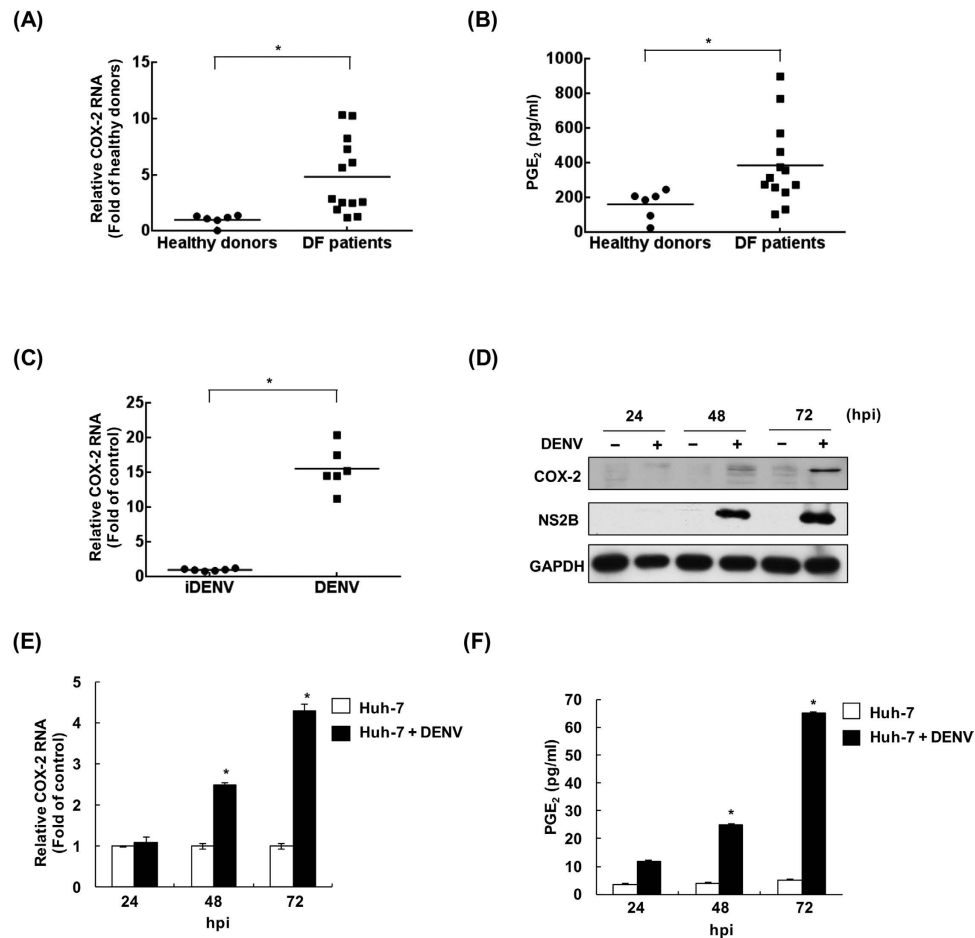 (A)
*
Relative COX-2 RNA
(Fold of healthy donors)
15
10
5
0
Healthy donors DF patients
(B)
*
PGE₂ (pg/ml)
1000
800
600
400
200
0
Healthy donors DF patients
(C)
*
Relative COX-2 RNA
(Fold of control)
25
20
15
10
5
0
iDENV DENV
(D)
24 48 72 (hpi)
DENV − + − + − +
COX-2
NS2B
GAPDH
(E)
Relative COX-2 RNA
(Fold of control)
5
4
3
2
1
0
*
*
Huh-7
Huh-7 + DENV
24 48 72
hpi
(F)
PGE₂ (pg/ml)
70
60
50
40
30
20
10
0
*
*
Huh-7
Huh-7 + DENV
24 48 72
hpi